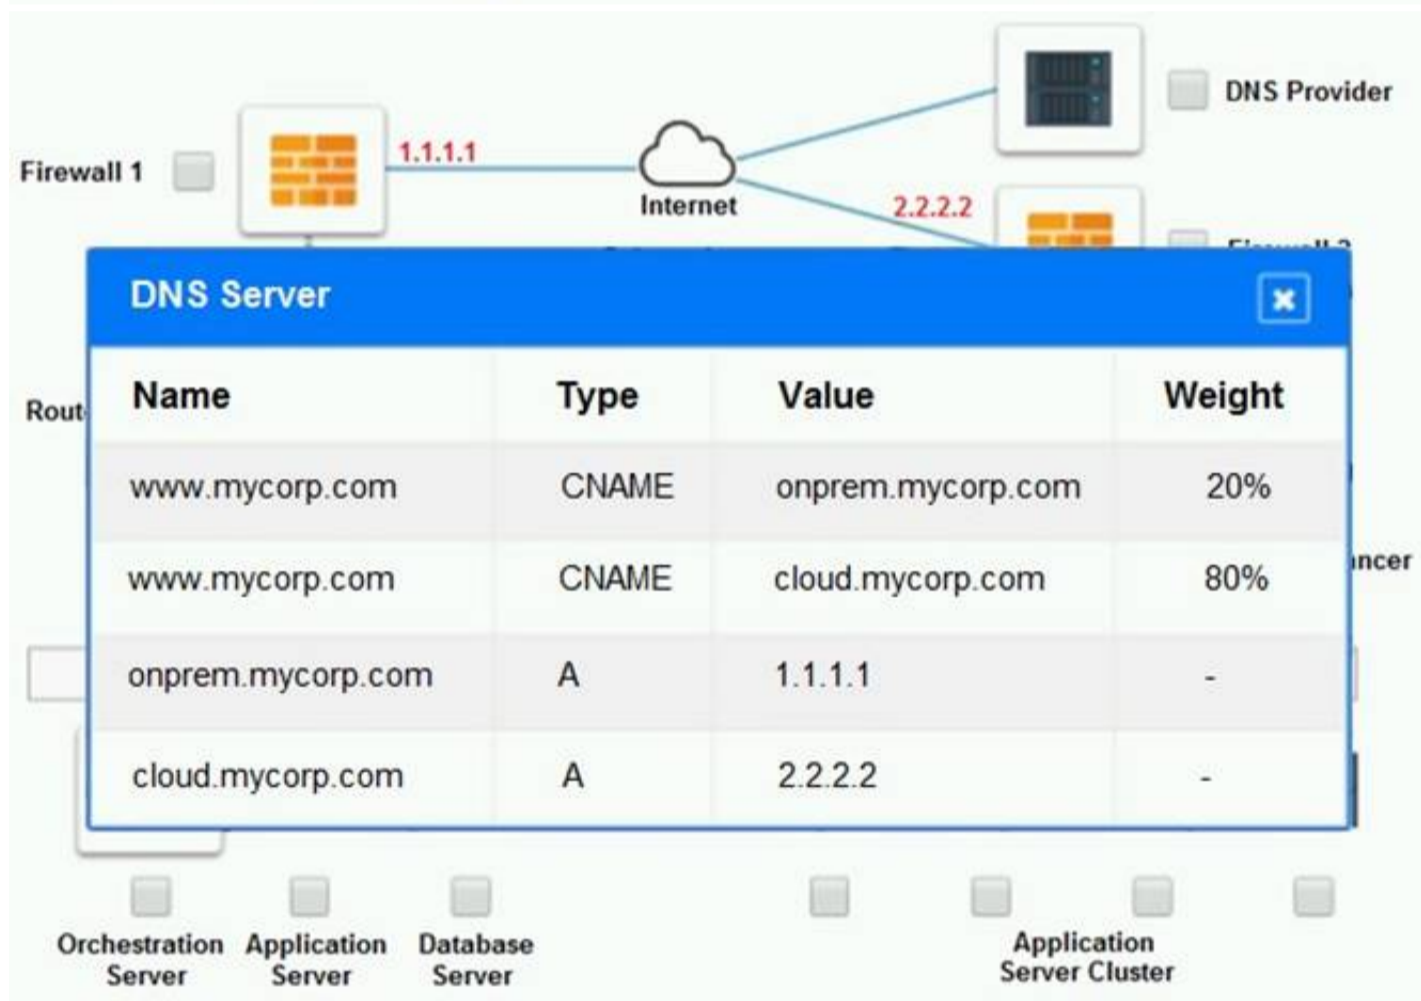 DNS Provider
Firewall 1
1.1.1.1
Internet
2.2.2.2
DNS Server
Name Type Value Weight
www.mycorp.com CNAME onprem.mycorp.com 20%
www.mycorp.com CNAME cloud.mycorp.com 80%
onprem.mycorp.com A 1.1.1.1 -
cloud.mycorp.com A 2.2.2.2 -
Orchestration Server
Application Server
Database Server
Application Server Cluster